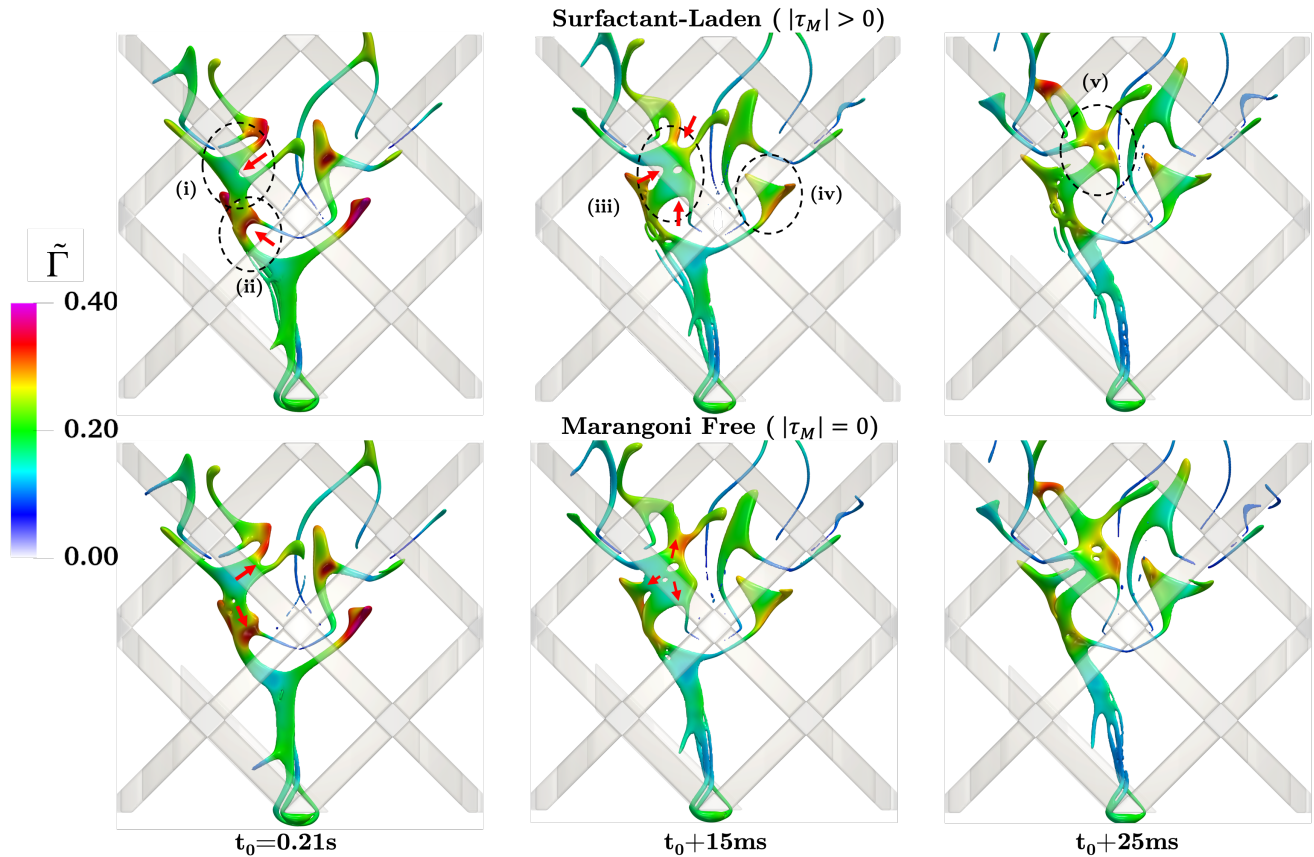 Surfactant-Laden ( |τ_M| > 0)
(i)
(ii)
(iii)
(iv)
(v)
Γ̃
0.40
0.20
0.00
Marangoni Free ( |τ_M| = 0)
t₀=0.21s
t₀+15ms
t₀+25ms